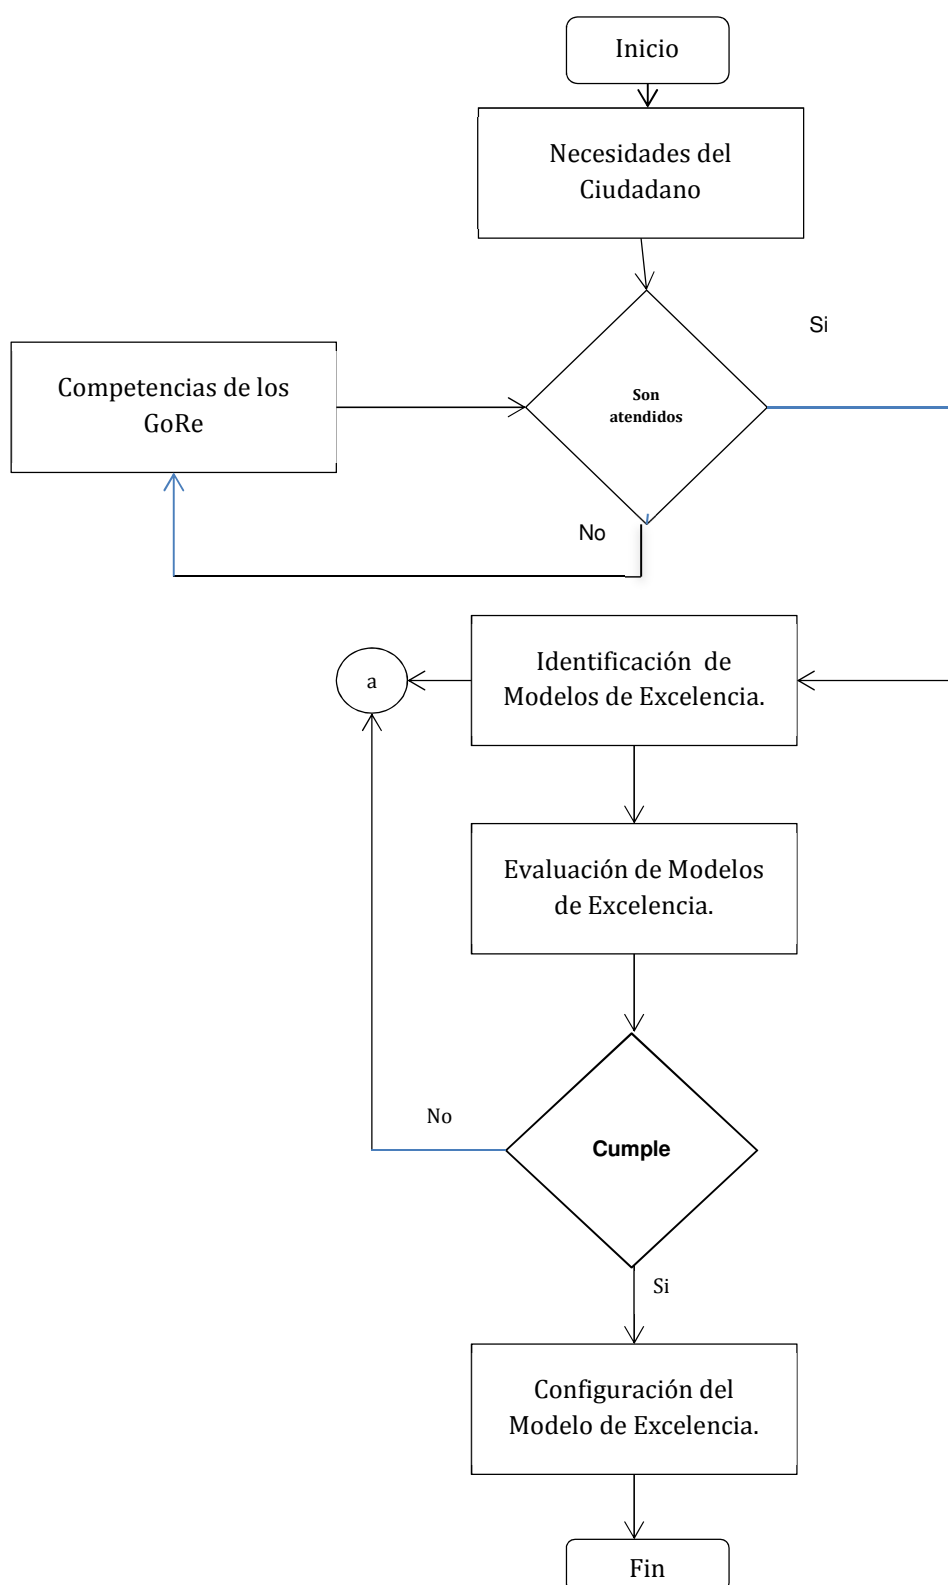 Inicio
Necesidades del
Ciudadano
Si
Competencias de los
GoRe
Son
atendidos
No
Identificación de
Modelos de Excelencia.
a
Evaluación de Modelos
de Excelencia.
No
Cumple
Si
Configuración del
Modelo de Excelencia.
Fin